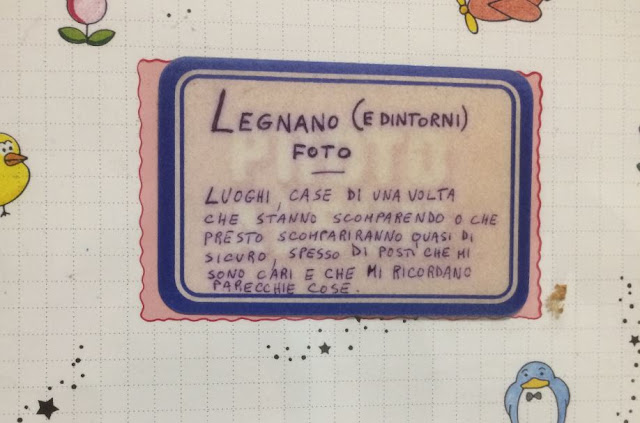 LEGNANO (E DINTORNI)
FOTO
LUOGHI, CASE DI UNA VOLTA
CHE STANNO SCOMPARENDO O CHE
PRESTO SCOMPARIRANNO QUASI DI
SICURO, SPESSO DI POSTI CHE MI
SONO CARI E CHE MI RICORDANO
PARECCHIE COSE.